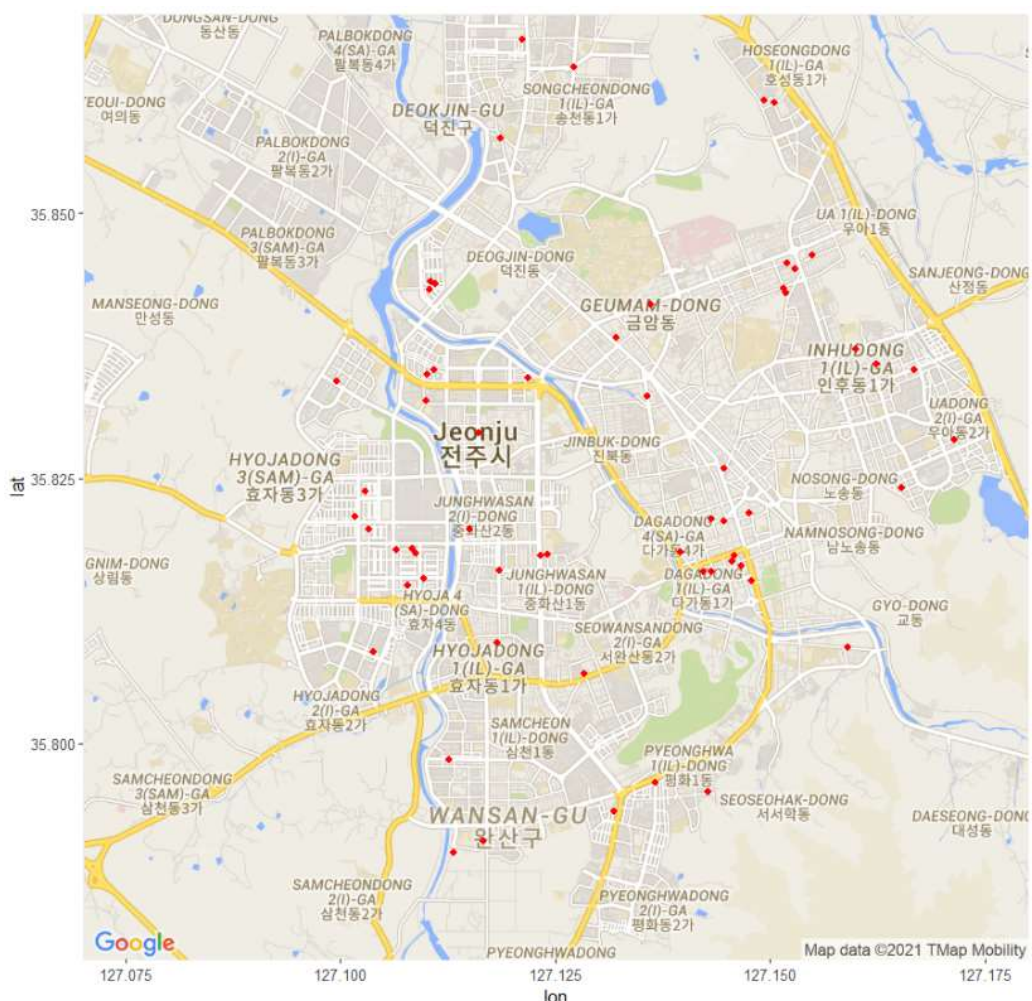 DONGSAN-DONG
동산동
PALBOKDONG
4(SA)-GA
팔복동4가
HOSEONGDONG
1(IL)-GA
호성동1가
SONGCHEONDONG
1(IL)-GA
송천동1가
DEOKJIN-GU
덕진구
EOUI-DONG
여의동
PALBOKDONG
2(I)-GA
팔복동2가
35.850
UA 1(IL)-DONG
우아1동
PALBOKDONG
3(SAM)-GA
팔복동3가
DEOGJIN-DONG
덕진동
SANJEONG-DONG
산정동
MANSEONG-DONG
만성동
GEUMAM-DONG
금암동
INHUDONG
1(IL)-GA
인후동1가
UADONG
2(I)-GA
우아동2가
Jeonju
전주시
JINBUK-DONG
진북동
HYOJADONG
3(SAM)-GA
효자동3가
35.825
lat
NOSONG-DONG
노송동
JUNGHWASAN
2(I)-DONG
중화산2동
DAGADONG
4(SA)-GA
다가동4가
NAMNOSONG-DONG
남노송동
GNIM-DONG
상림동
JUNGHWASAN
1(IL)-DONG
중화산1동
DAGADONG
1(IL)-GA
다가동1가
HYOJA 4
(SA)-DONG
효자4동
GYO-DONG
교동
SEOWANSANDONG
2(I)-GA
서완산동2가
HYOJADONG
1(IL)-GA
효자동1가
HYOJADONG
2(I)-GA
효자동2가
SAMCHEON
1(IL)-DONG
삼천1동
35.800
PYEONGHWA
1(IL)-DONG
평화1동
SAMCHEONDONG
3(SAM)-GA
삼천동3가
WANSAN-GU
완산구
SEOSEOHAK-DONG
서서학동
DAESEONG-DONG
대성동
SAMCHEONDONG
2(I)-GA
삼천동2가
PYEONGHWADONG
2(I)-GA
평화동2가
PYEONGHWADONG
Google
Map data ©2021 TMap Mobility
127.075 127.100 127.125 127.150 127.175
lon